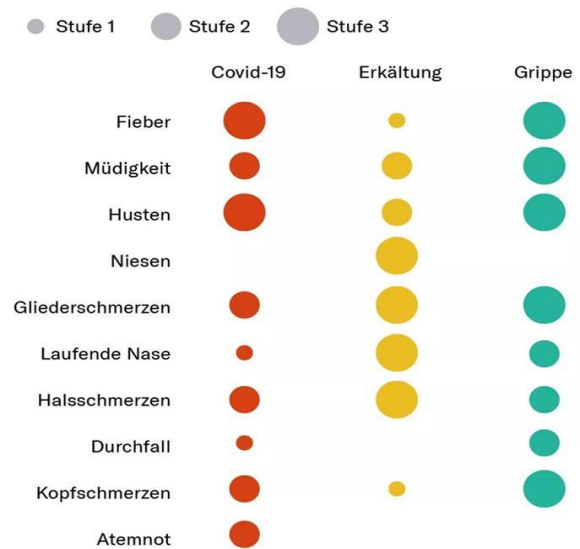 Stufe 1 Stufe 2 Stufe 3
Covid-19 Erkältung Grippe
Fieber
Müdigkeit
Husten
Niesen
Gliederschmerzen
Laufende Nase
Halsschmerzen
Durchfall
Kopfschmerzen
Atemnot